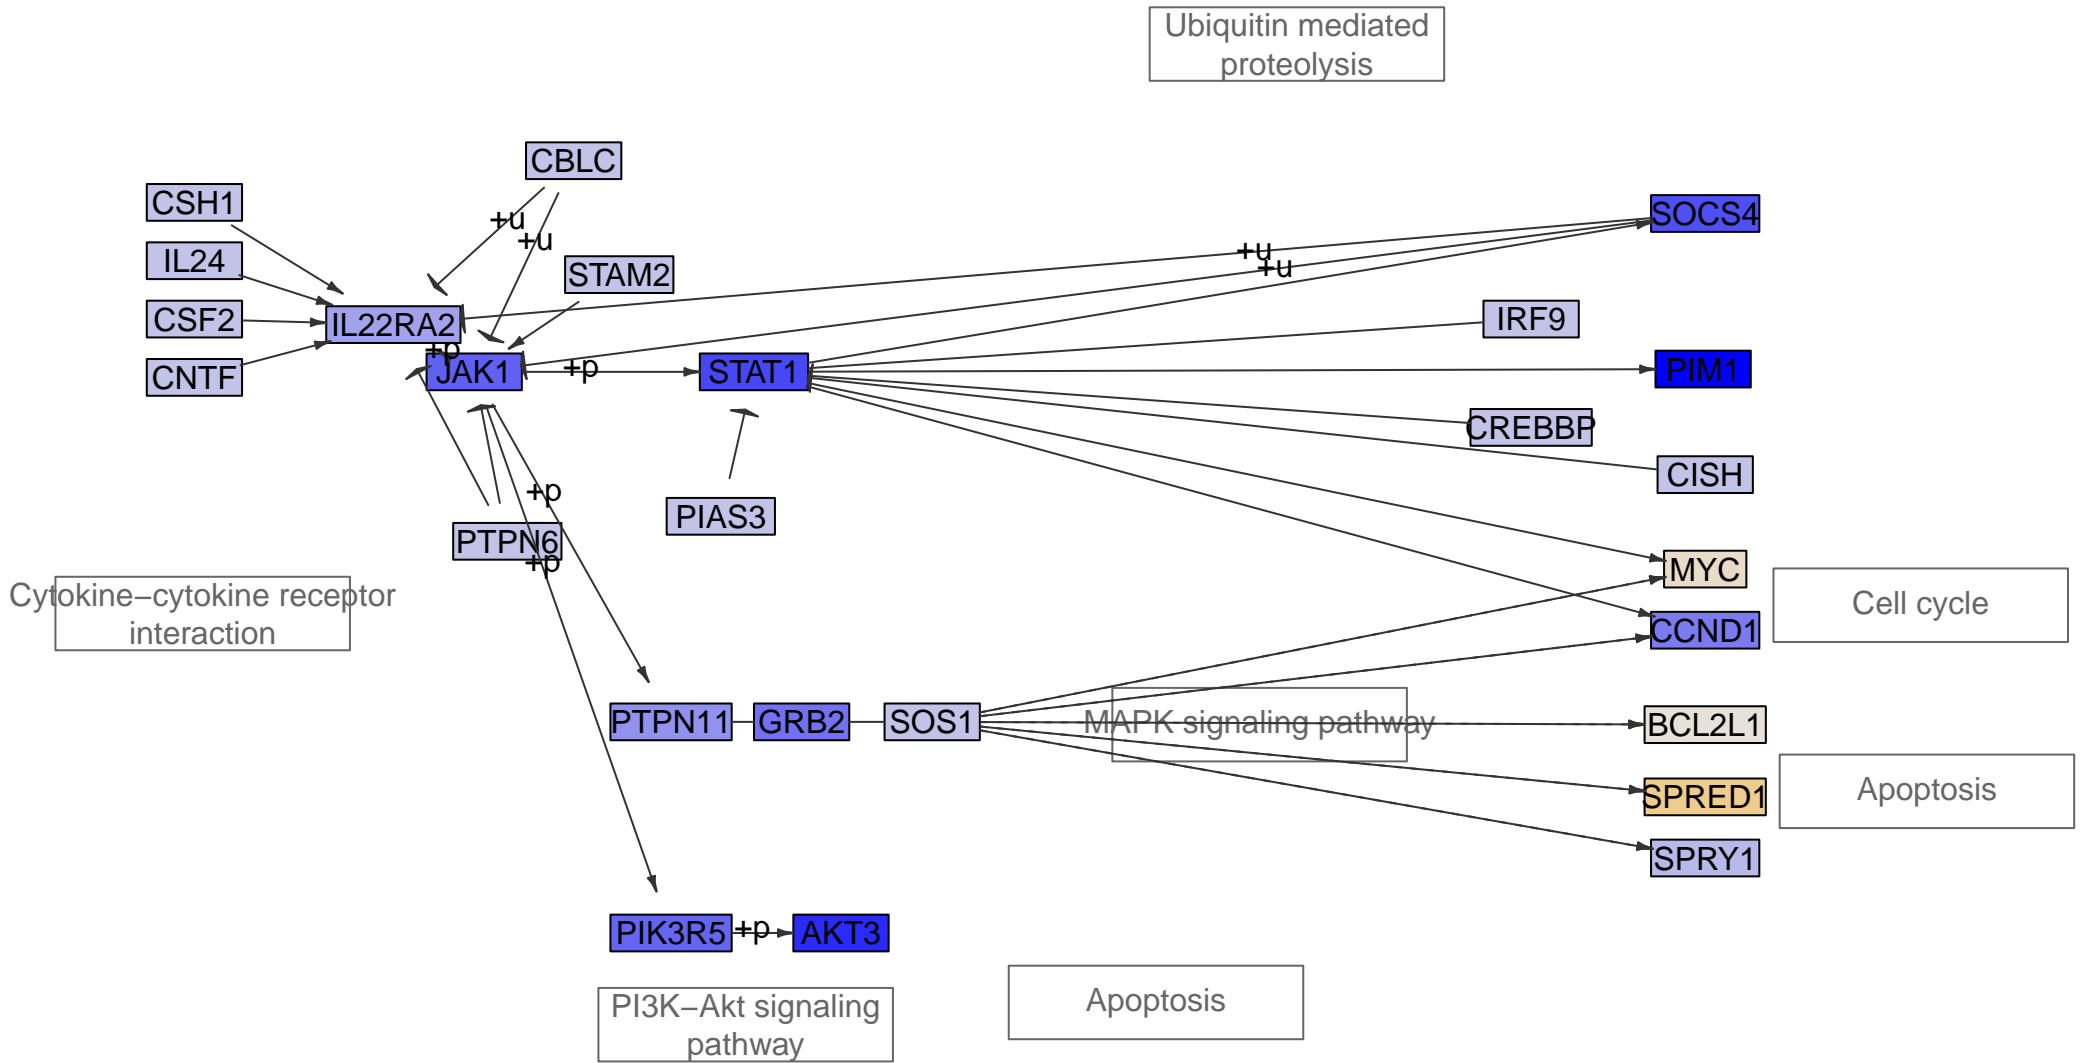 Ubiquitin mediated
proteolysis
CBLC
CSH1
SOCS4
+u
+u
+u
+u
IL24
STAM2
CSF2
IL22RA2
IRF9
+p
CNTF
JAK1
+p
STAT1
PIM1
CREBBP
CISH
+p
PIAS3
PTPN6
+p
MYC
Cytokine−cytokine receptor
interaction
Cell cycle
CCND1
PTPN11
GRB2
SOS1
MAPK signaling pathway
BCL2L1
SPRED1
Apoptosis
SPRY1
PIK3R5
+p
AKT3
PI3K−Akt signaling
pathway
Apoptosis